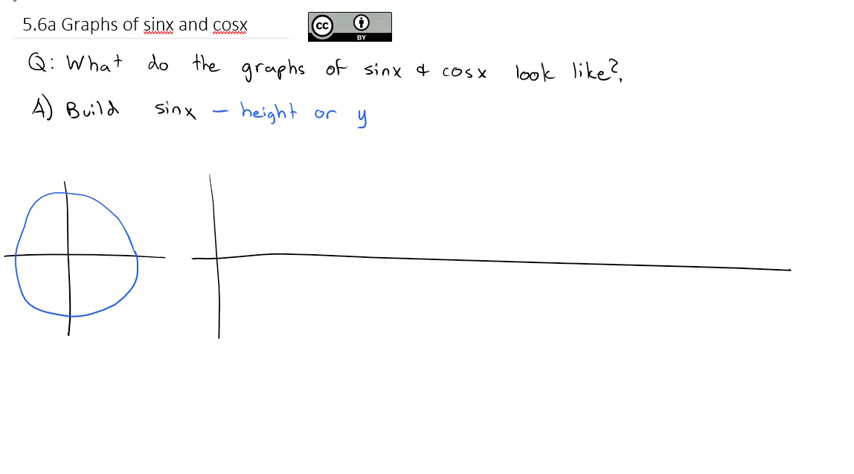 5.6a Graphs of sinx and cosx
cc BY
Q: What do the graphs of sinx & cosx look like?,
A) Build sinx - height or y